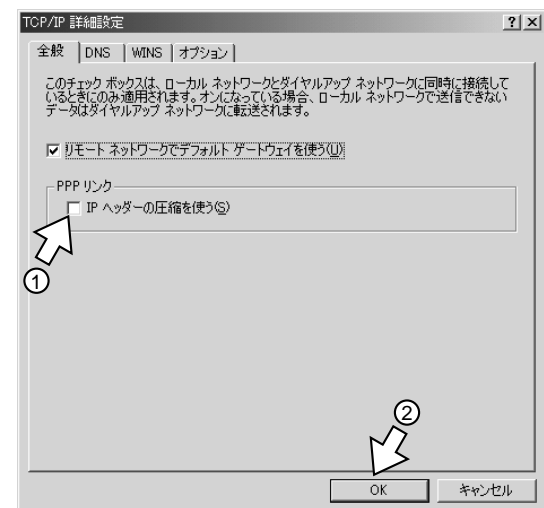 TCP/IP 詳細設定
? ×
全般 DNS WINS オプション
このチェック ボックスは、ローカル ネットワークとダイヤルアップ ネットワークに同時に接続して
いるときにのみ適用されます。オンになっている場合、ローカル ネットワークで送信できない
データはダイヤルアップ ネットワークに転送されます。
リモート ネットワークでデフォルト ゲートウェイを使う(U)
PPP リンク
IP ヘッダーの圧縮を使う(S)
①
②
OK キャンセル